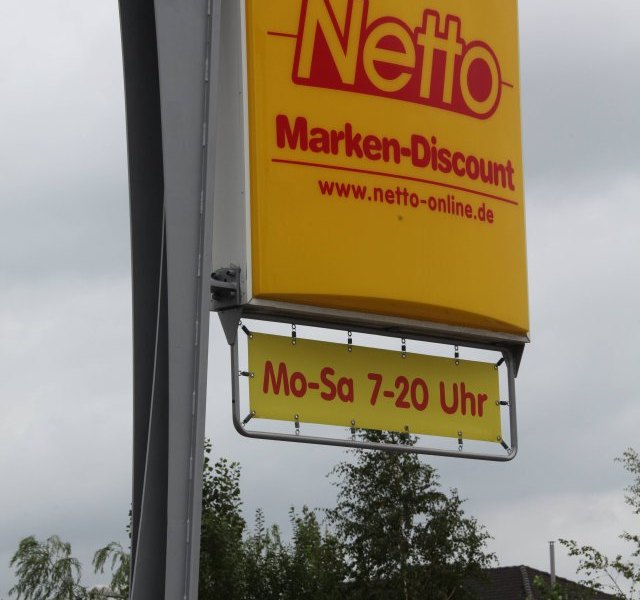 Netto
Marken-Discount
www.netto-online.de
Mo-Sa 7-20 Uhr